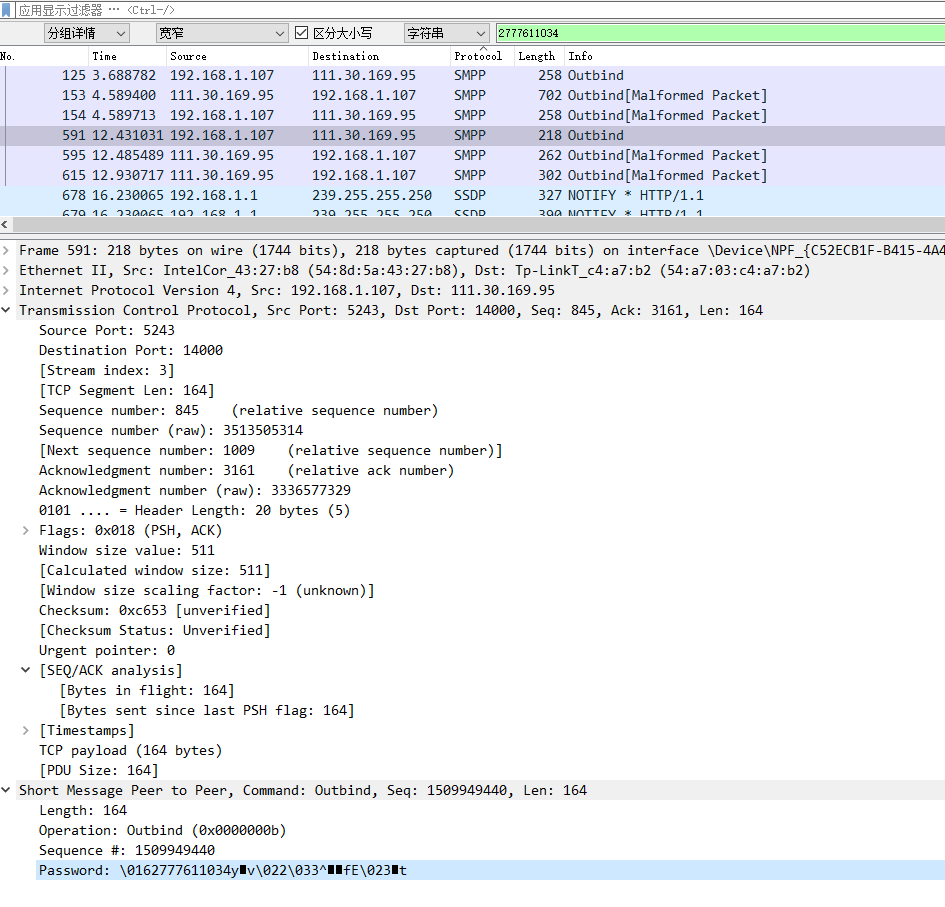 应用显示过滤器 … <Ctrl-/>
分组详情 宽窄 区分大小写 字符串 2777611034
No. Time Source Destination Protocol Length Info
125 3.688782 192.168.1.107 111.30.169.95 SMPP 258 Outbind
153 4.589400 111.30.169.95 192.168.1.107 SMPP 702 Outbind[Malformed Packet]
154 4.589713 111.30.169.95 192.168.1.107 SMPP 258 Outbind[Malformed Packet]
591 12.431031 192.168.1.107 111.30.169.95 SMPP 218 Outbind
595 12.485489 111.30.169.95 192.168.1.107 SMPP 262 Outbind[Malformed Packet]
615 12.930717 111.30.169.95 192.168.1.107 SMPP 302 Outbind[Malformed Packet]
678 16.230065 192.168.1.1 239.255.255.250 SSDP 327 NOTIFY * HTTP/1.1
679 16.230065 192.168.1.1 239.255.255.250 SSDP 390 NOTIFY * HTTP/1.1
Frame 591: 218 bytes on wire (1744 bits), 218 bytes captured (1744 bits) on interface \Device\NPF_{C52ECB1F-B415-4A4
Ethernet II, Src: IntelCor_43:27:b8 (54:8d:5a:43:27:b8), Dst: Tp-LinkT_c4:a7:b2 (54:a7:03:c4:a7:b2)
Internet Protocol Version 4, Src: 192.168.1.107, Dst: 111.30.169.95
Transmission Control Protocol, Src Port: 5243, Dst Port: 14000, Seq: 845, Ack: 3161, Len: 164
Source Port: 5243
Destination Port: 14000
[Stream index: 3]
[TCP Segment Len: 164]
Sequence number: 845 (relative sequence number)
Sequence number (raw): 3513505314
[Next sequence number: 1009 (relative sequence number)]
Acknowledgment number: 3161 (relative ack number)
Acknowledgment number (raw): 3336577329
0101 .... = Header Length: 20 bytes (5)
Flags: 0x018 (PSH, ACK)
Window size value: 511
[Calculated window size: 511]
[Window size scaling factor: -1 (unknown)]
Checksum: 0xc653 [unverified]
[Checksum Status: Unverified]
Urgent pointer: 0
[SEQ/ACK analysis]
[Bytes in flight: 164]
[Bytes sent since last PSH flag: 164]
[Timestamps]
TCP payload (164 bytes)
[PDU Size: 164]
Short Message Peer to Peer, Command: Outbind, Seq: 1509949440, Len: 164
Length: 164
Operation: Outbind (0x0000000b)
Sequence #: 1509949440
Password: \0162777611034y■v\022\033^■■fE\023■t